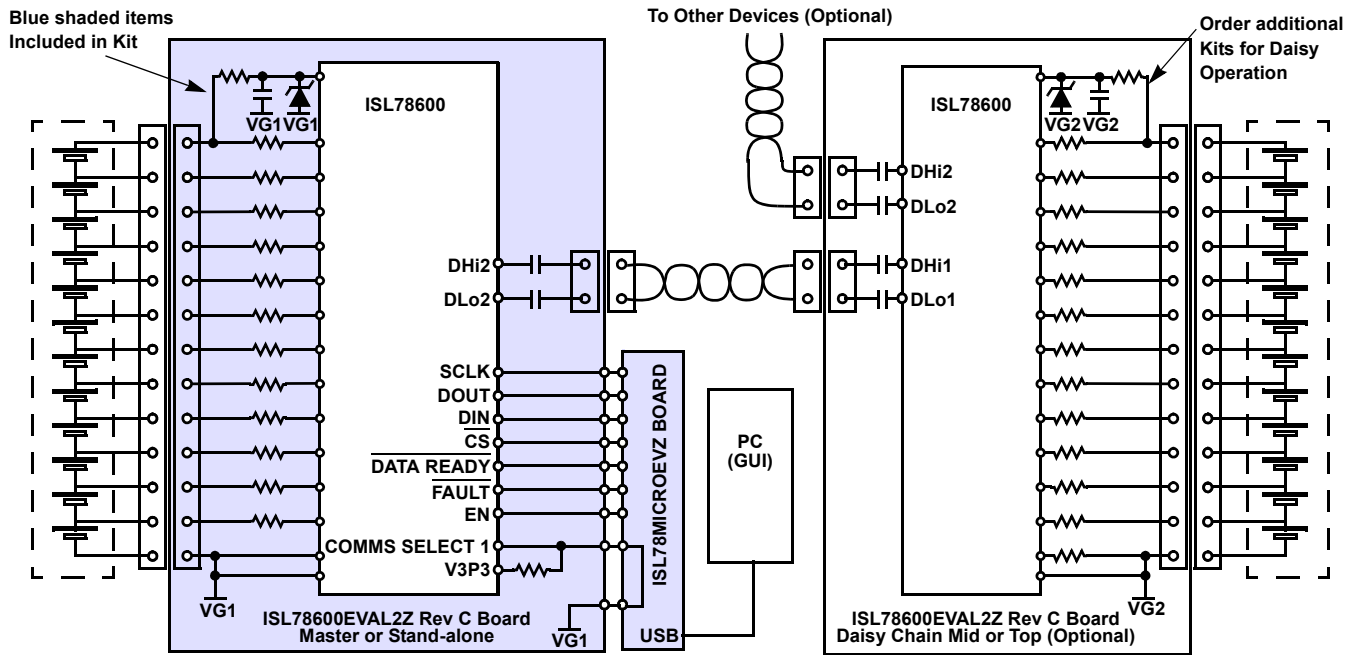 Blue shaded items
Included in Kit
To Other Devices (Optional)
Order additional
Kits for Daisy
Operation
VG1 VG1
ISL78600
ISL78600
VG2 VG2
DHi2
DLo2
DHi2
DLo2
DHi1
DLo1
SCLK
DOUT
DIN
CS
DATA READY
FAULT
EN
COMMS SELECT 1
V3P3
ISL78MICROEVZ BOARD
USB
PC
(GUI)
VG1
VG1
VG2
ISL78600EVAL2Z Rev C Board
Master or Stand-alone
ISL78600EVAL2Z Rev C Board
Daisy Chain Mid or Top (Optional)